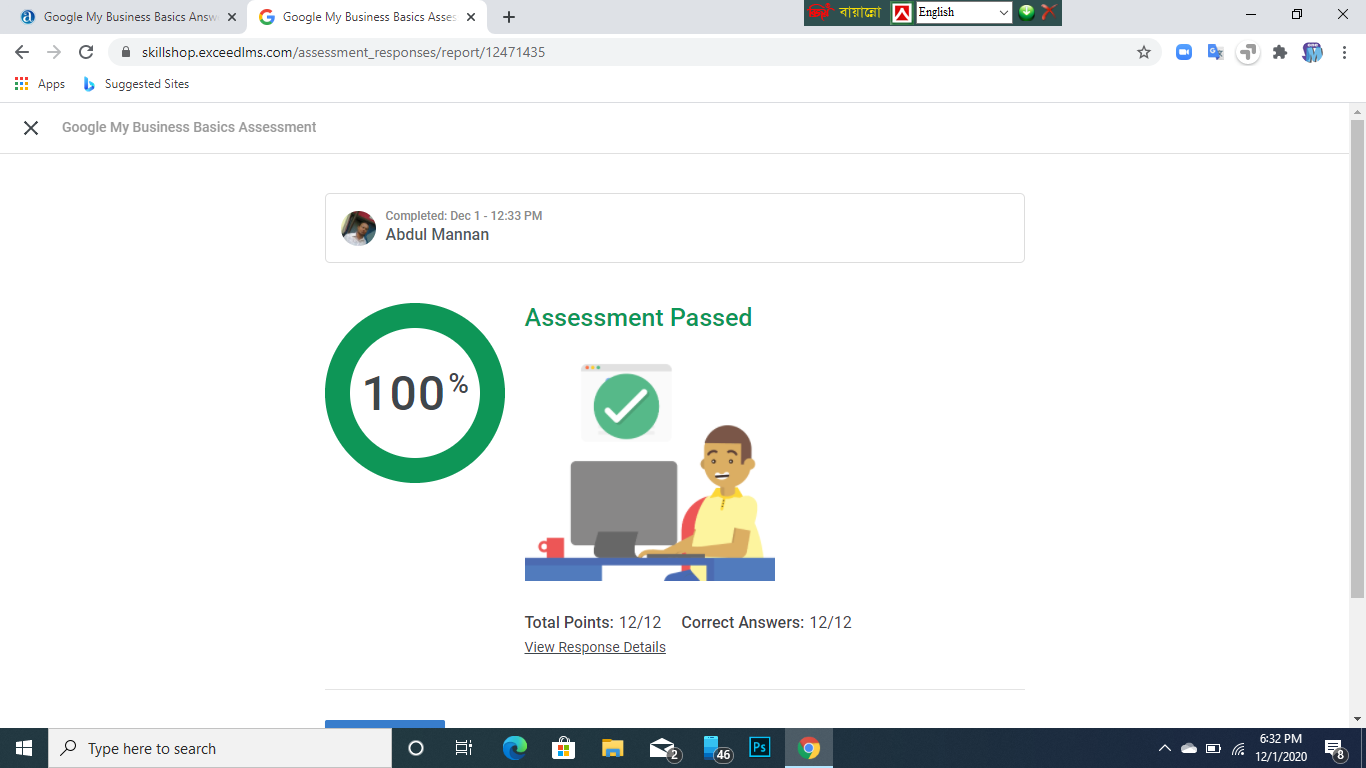 Google My Business Basics Answ
Google My Business Basics Asses
বায়ান্নো
English
skillshop.exceedlms.com/assessment_responses/report/12471435
Apps
Suggested Sites
Google My Business Basics Assessment
Completed: Dec 1 - 12:33 PM
Abdul Mannan
100%
Assessment Passed
Total Points: 12/12 Correct Answers: 12/12
View Response Details
Type here to search
2
46
Ps
6:32 PM
12/1/2020
8